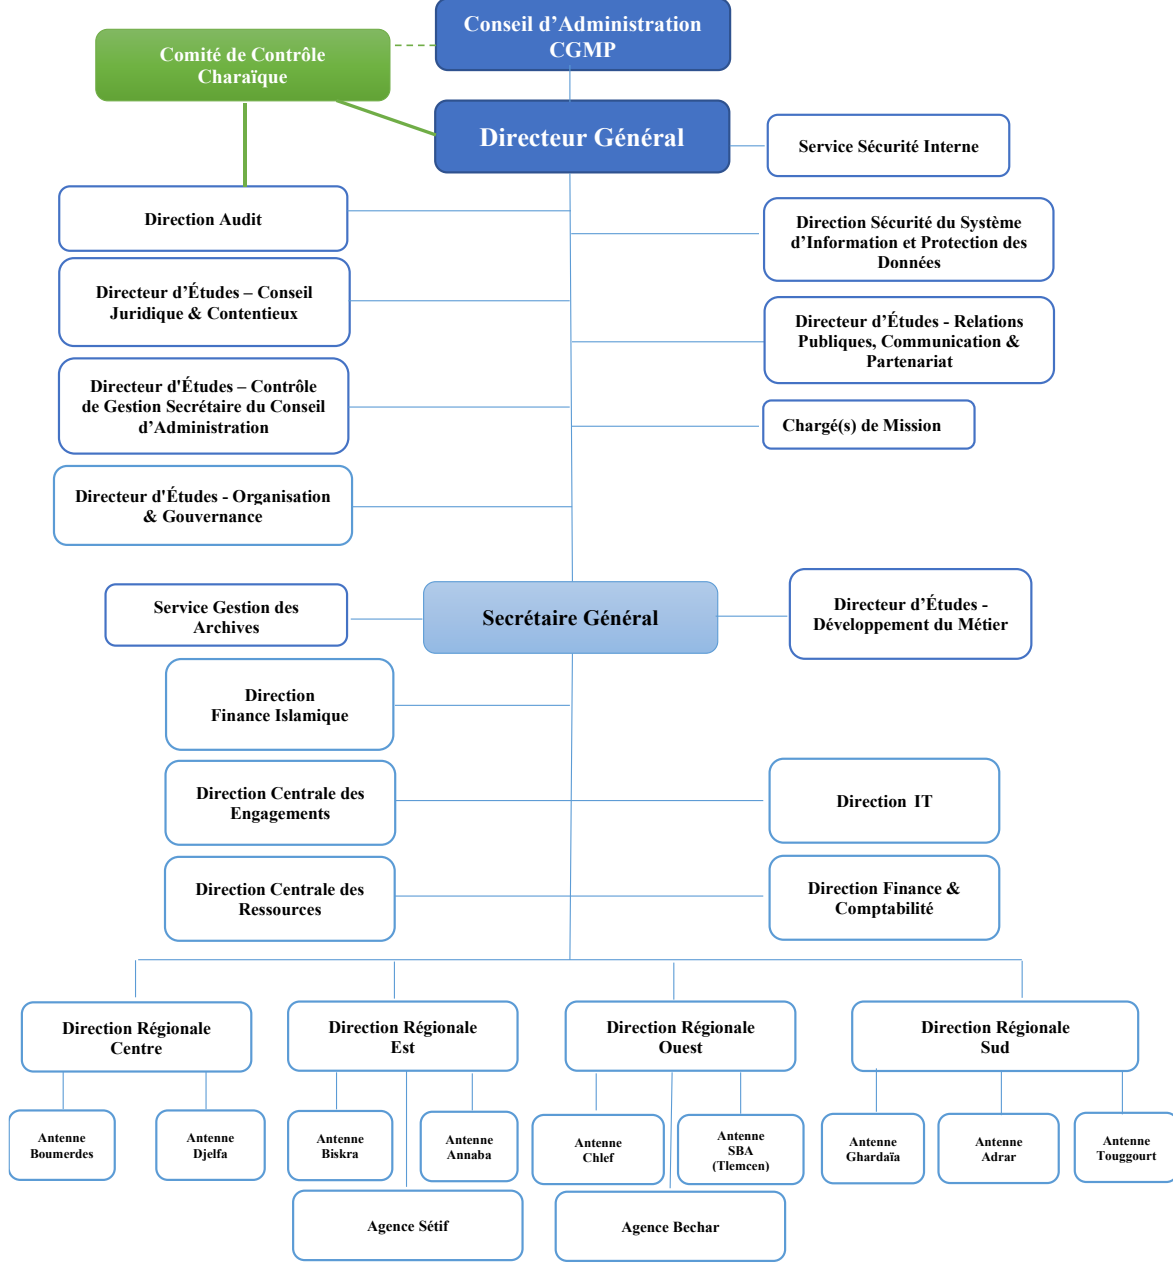 Conseil d’Administration
CGMP
Comité de Contrôle
Charaïque
Directeur Général
Service Sécurité Interne
Direction Audit
Direction Sécurité du Système
d’Information et Protection des
Données
Directeur d’Études – Conseil
Juridique & Contentieux
Directeur d’Études - Relations
Publiques, Communication &
Partenariat
Directeur d'Études – Contrôle
de Gestion Secrétaire du Conseil
d’Administration
Chargé(s) de Mission
Directeur d'Études - Organisation
& Gouvernance
Service Gestion des
Archives
Secrétaire Général
Directeur d’Études -
Développement du Métier
Direction
Finance Islamique
Direction Centrale des
Engagements
Direction IT
Direction Centrale des
Ressources
Direction Finance &
Comptabilité
Direction Régionale
Centre
Direction Régionale
Est
Direction Régionale
Ouest
Direction Régionale
Sud
Antenne
Boumerdes
Antenne
Djelfa
Antenne
Biskra
Antenne
Annaba
Antenne
Chlef
Antenne
SBA
(Tlemcen)
Antenne
Ghardaïa
Antenne
Adrar
Antenne
Touggourt
Agence Sétif
Agence Bechar